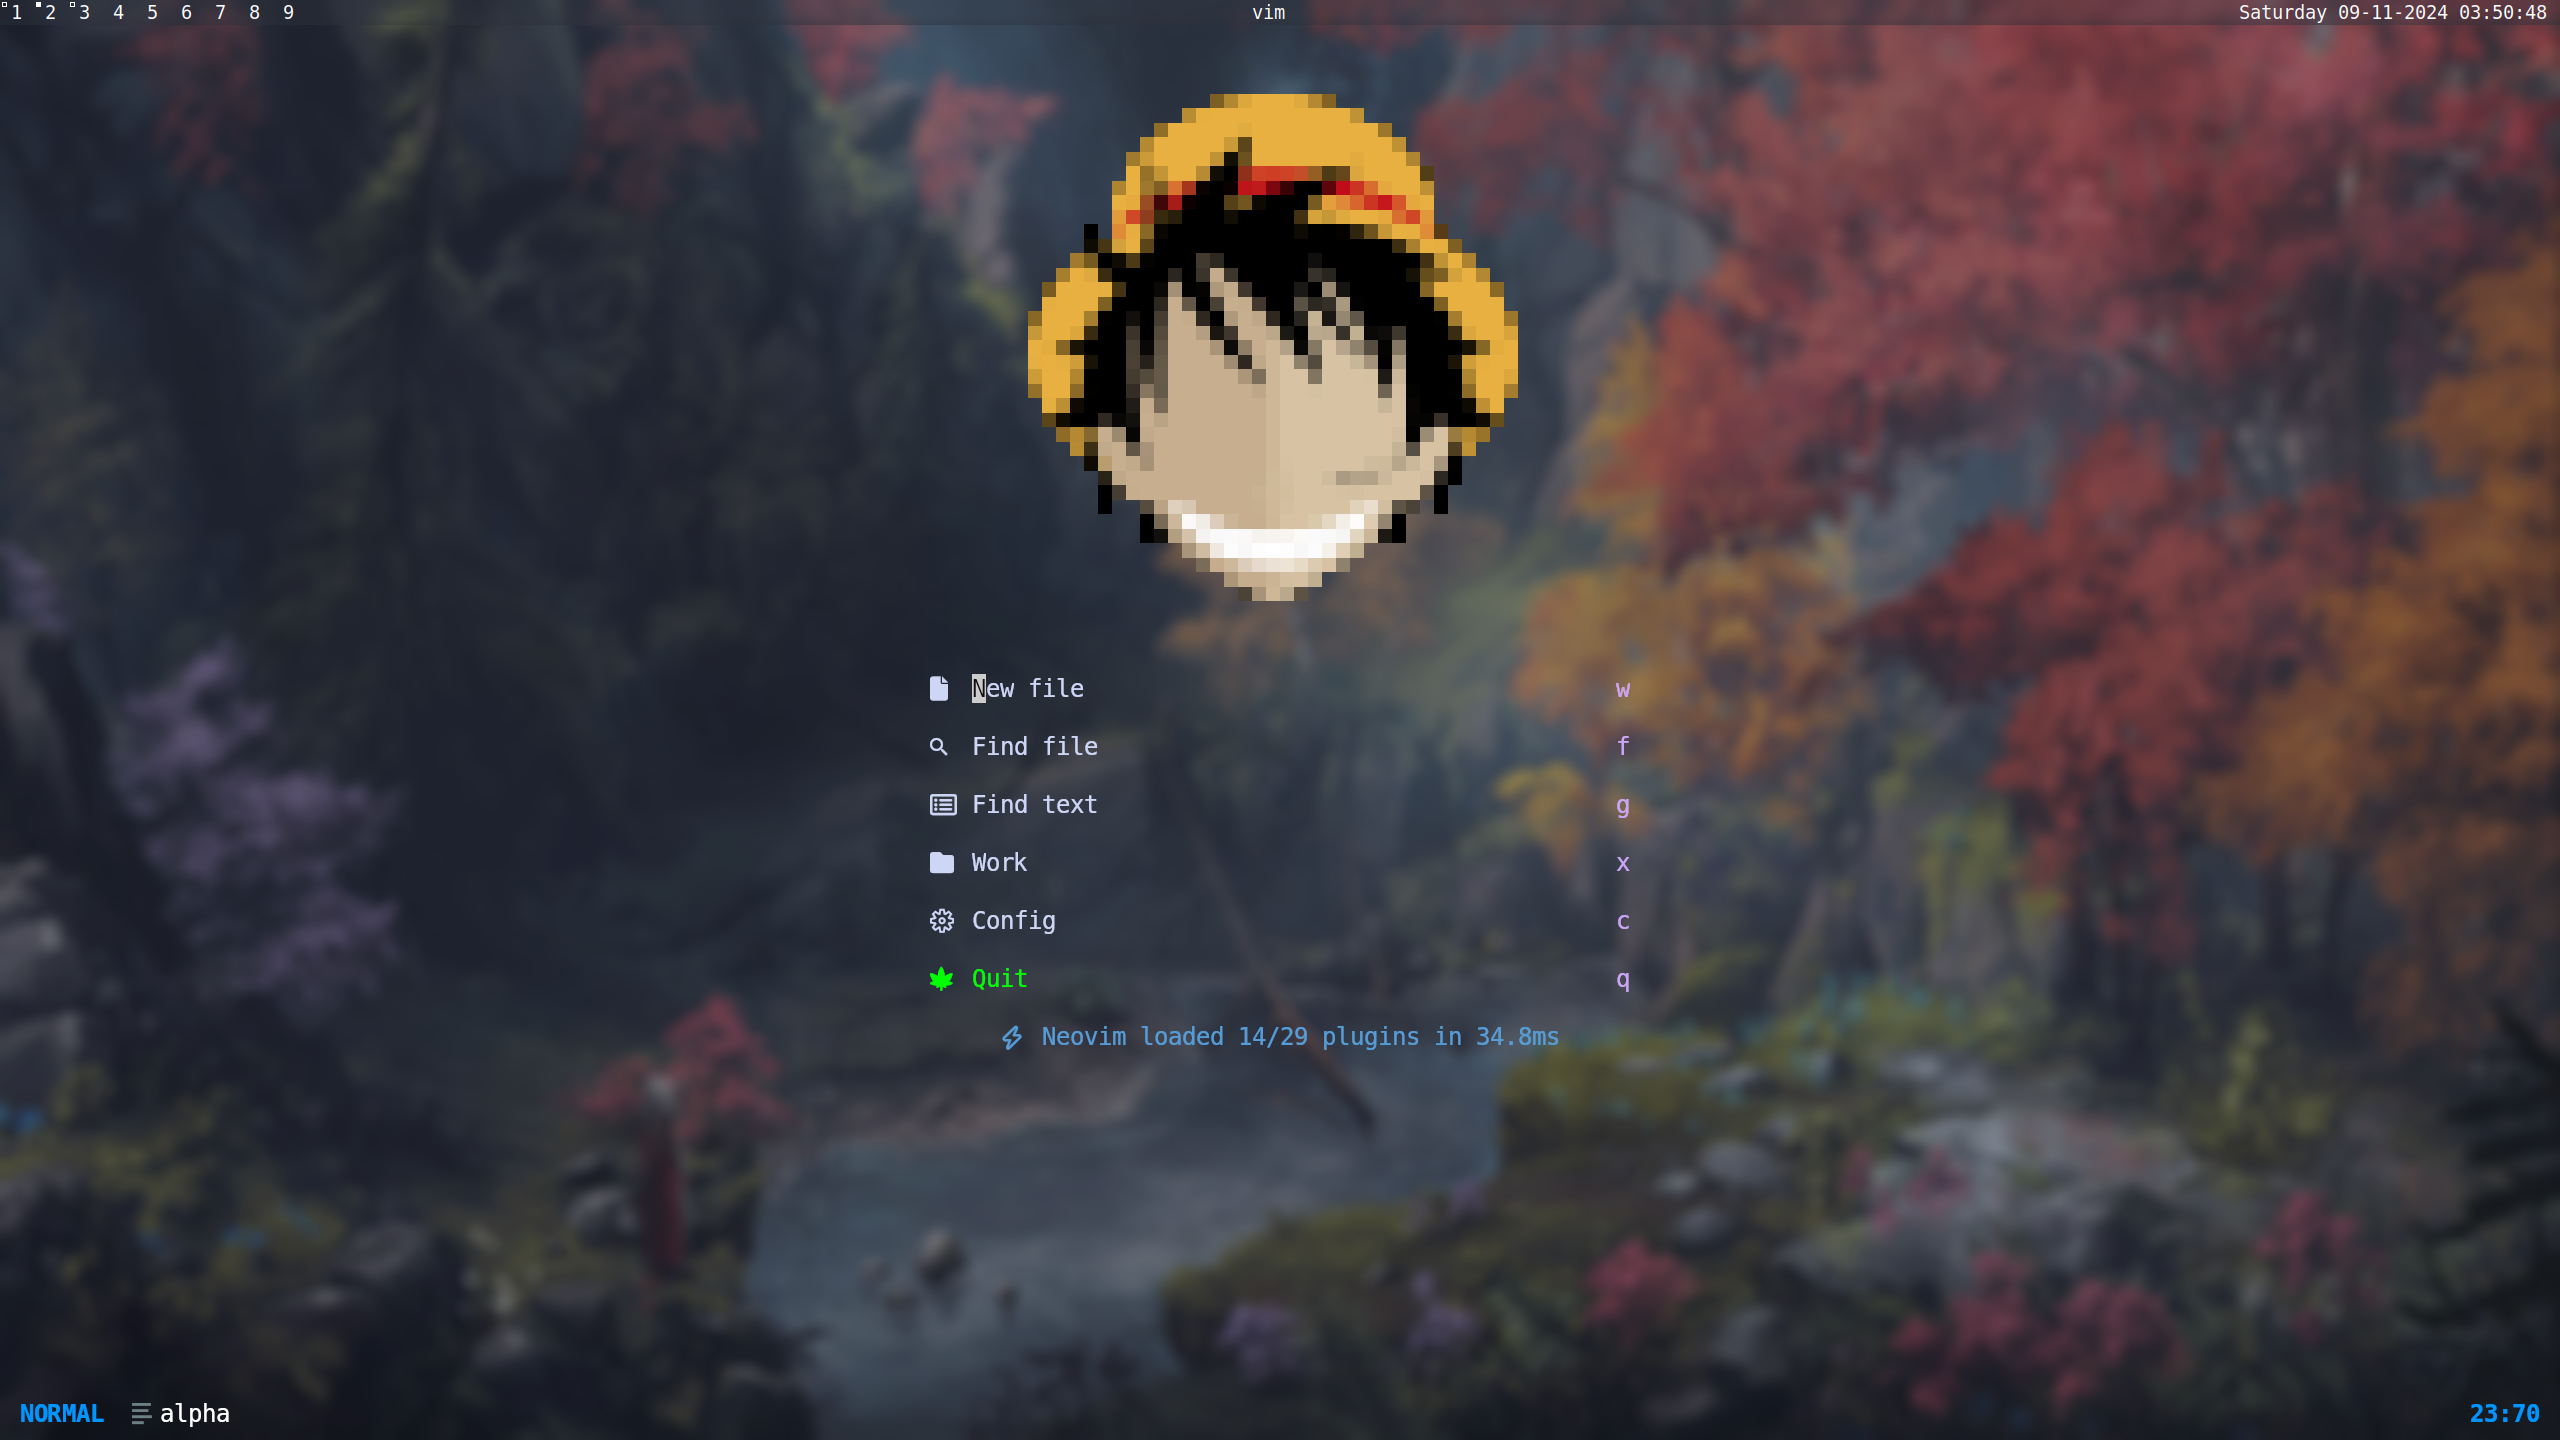 1 2 3 4 5 6 7 8 9 vim Saturday 09-11-2024 03:50:48
New file w
Find file f
Find text g
Work x
Config c
Quit q
Neovim loaded 14/29 plugins in 34.8ms
NORMAL alpha 23:70